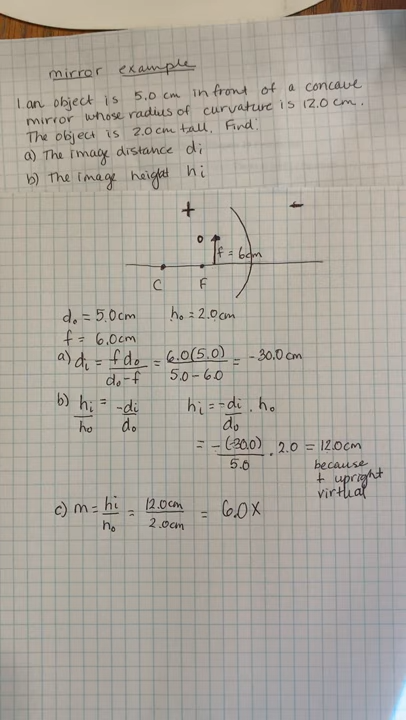 mirror example
1. an object is 5.0 cm in front of a concave
mirror whose radius of curvature is 12.0 cm.
The object is 2.0 cm tall. Find:
a) The image distance di
b) The image height hi
+ -
o f = 6cm
C F
do = 5.0cm ho = 2.0cm
f = 6.0cm
a) di = f do / do - f = 6.0(5.0) / 5.0 - 6.0 = -30.0 cm
b) hi / ho = -di / do hi = -di / do · ho
= -(-30.0) / 5.0 · 2.0 = 12.0cm
because
+ upright
virtual
c) m = hi / ho = 12.0cm / 2.0cm = 6.0X